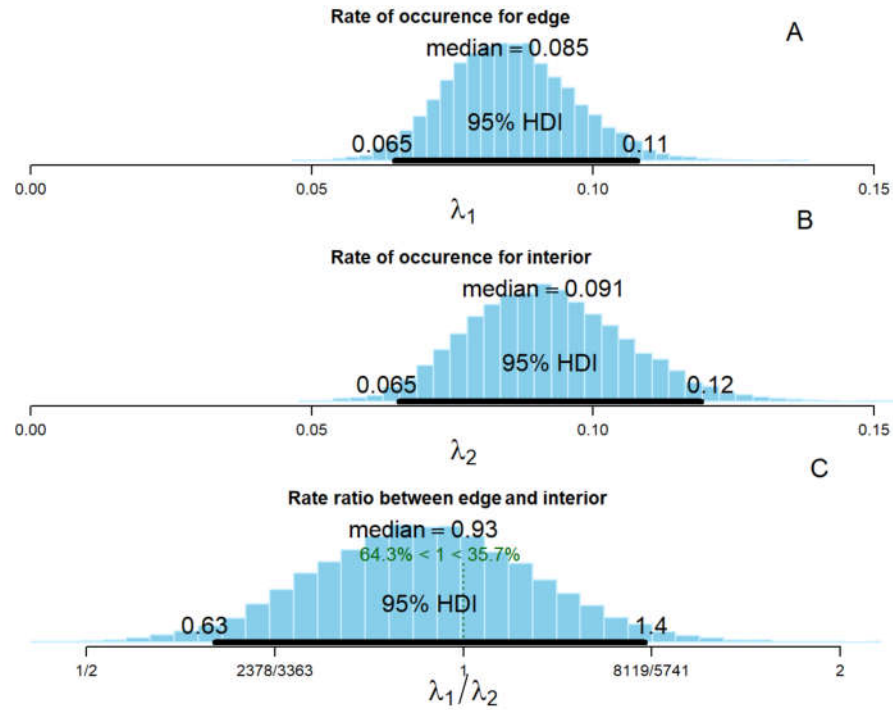 Rate of occurence for edge
A
median = 0.085
95% HDI
0.065
0.11
0.00
0.05
0.10
0.15
λ1
B
Rate of occurence for interior
median = 0.091
95% HDI
0.065
0.12
0.00
0.05
0.10
0.15
λ2
C
Rate ratio between edge and interior
median = 0.93
64.3% < 1 < 35.7%
95% HDI
0.63
1.4
1/2
2378/3363
1
8119/5741
2
λ1/λ2